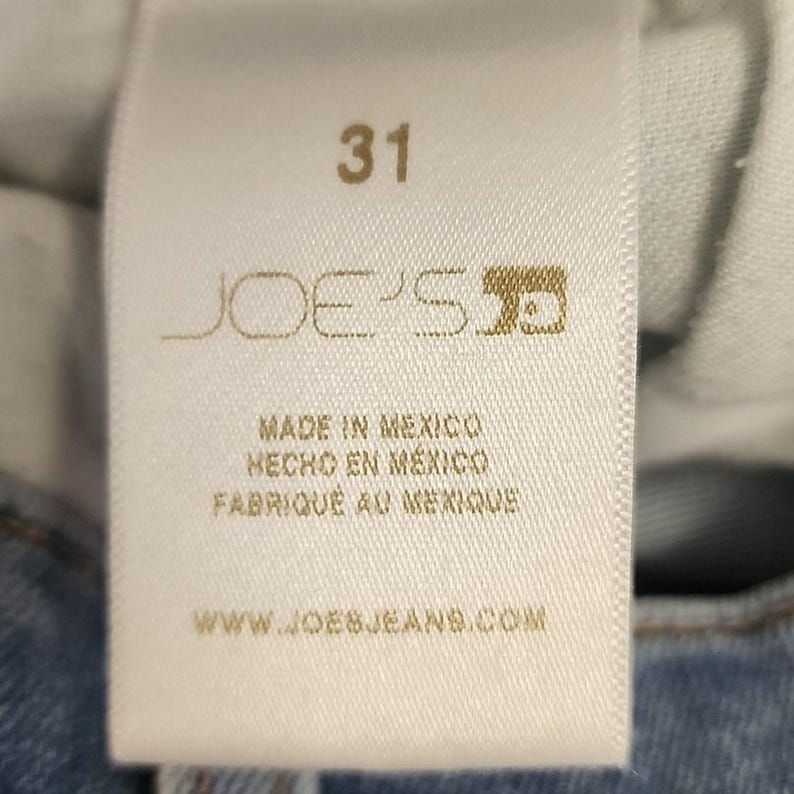 31
JOE'S
MADE IN MEXICO
HECHO EN MÉXICO
FABRIQUÉ AU MEXIQUE
WWW.JOESJEANS.COM